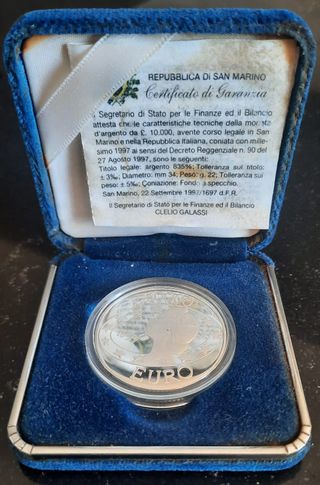 REPUBBLICA DI SAN MARINO
Certificato di Garanzia
Il Segretario di Stato per le Finanze ed il Bilancio
attesta che le caratteristiche tecniche della moneta
d'argento da £. 10.000, avente corso legale in San
Marino e nella Repubblica Italiana, coniata con millesimo
1997 ai sensi del Decreto Reggenziale n. 90 del
27 Agosto 1997, sono le seguenti:
Titolo legale: argento 835‰; Tolleranza sul titolo:
± 3‰; Diametro: mm 34; Peso: g. 22; Tolleranza sul
peso: ± 5‰; Coniazione: Fondo a specchio.
San Marino, 22 Settembre 1997/1697 d.F.R.
Il Segretario di Stato per le Finanze ed il Bilancio
CLELIO GALASSI
EURO